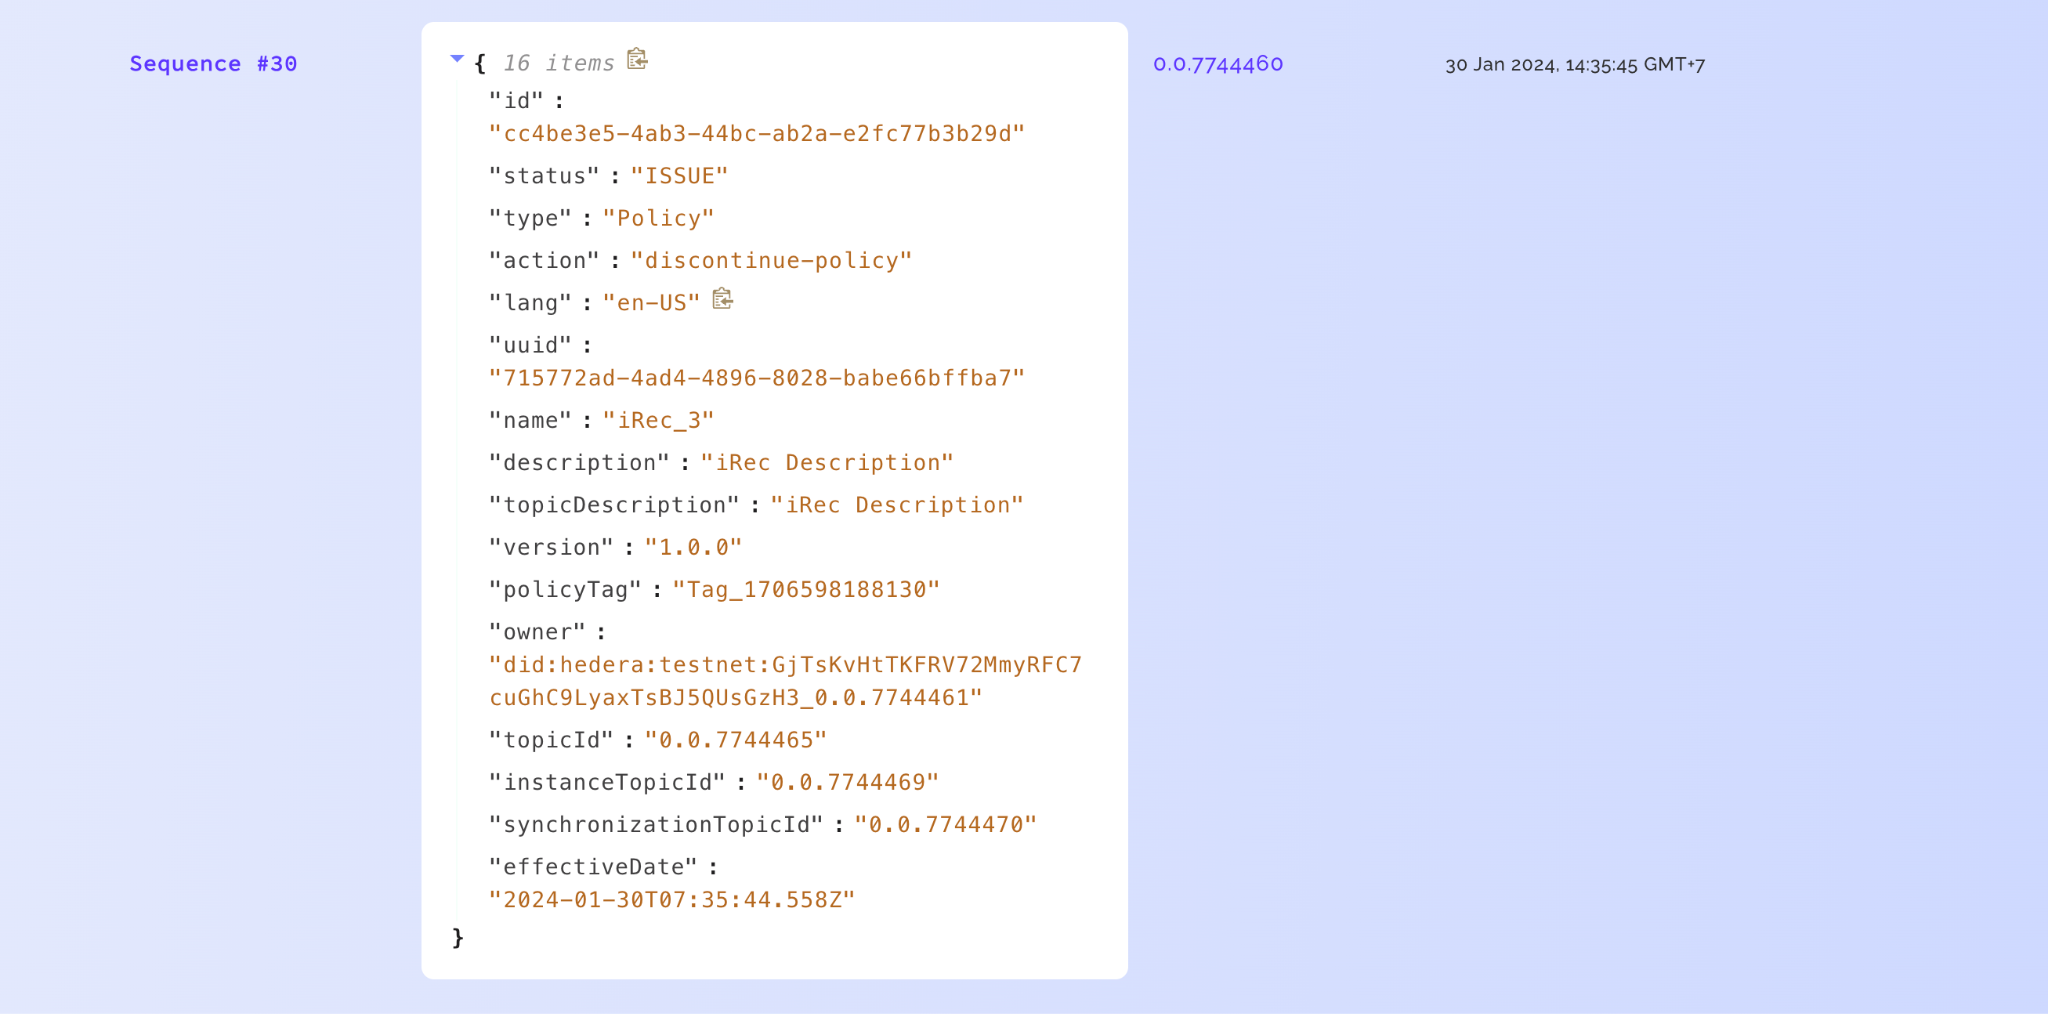 Sequence #30
{ 16 items
"id" :
"cc4be3e5-4ab3-44bc-ab2a-e2fc77b3b29d"
"status" : "ISSUE"
"type" : "Policy"
"action" : "discontinue-policy"
"lang" : "en-US"
"uuid" :
"715772ad-4ad4-4896-8028-babe66bffba7"
"name" : "iRec_3"
"description" : "iRec Description"
"topicDescription" : "iRec Description"
"version" : "1.0.0"
"policyTag" : "Tag_1706598188130"
"owner" :
"did:hedera:testnet:GjTsKvHtTKFRV72MmyRFC7
cuGhC9LyaxTsBJ5QUsGzH3_0.0.7744461"
"topicId" : "0.0.7744465"
"instanceTopicId" : "0.0.7744469"
"synchronizationTopicId" : "0.0.7744470"
"effectiveDate" :
"2024-01-30T07:35:44.558Z"
}
0.0.7744460
30 Jan 2024, 14:35:45 GMT+7